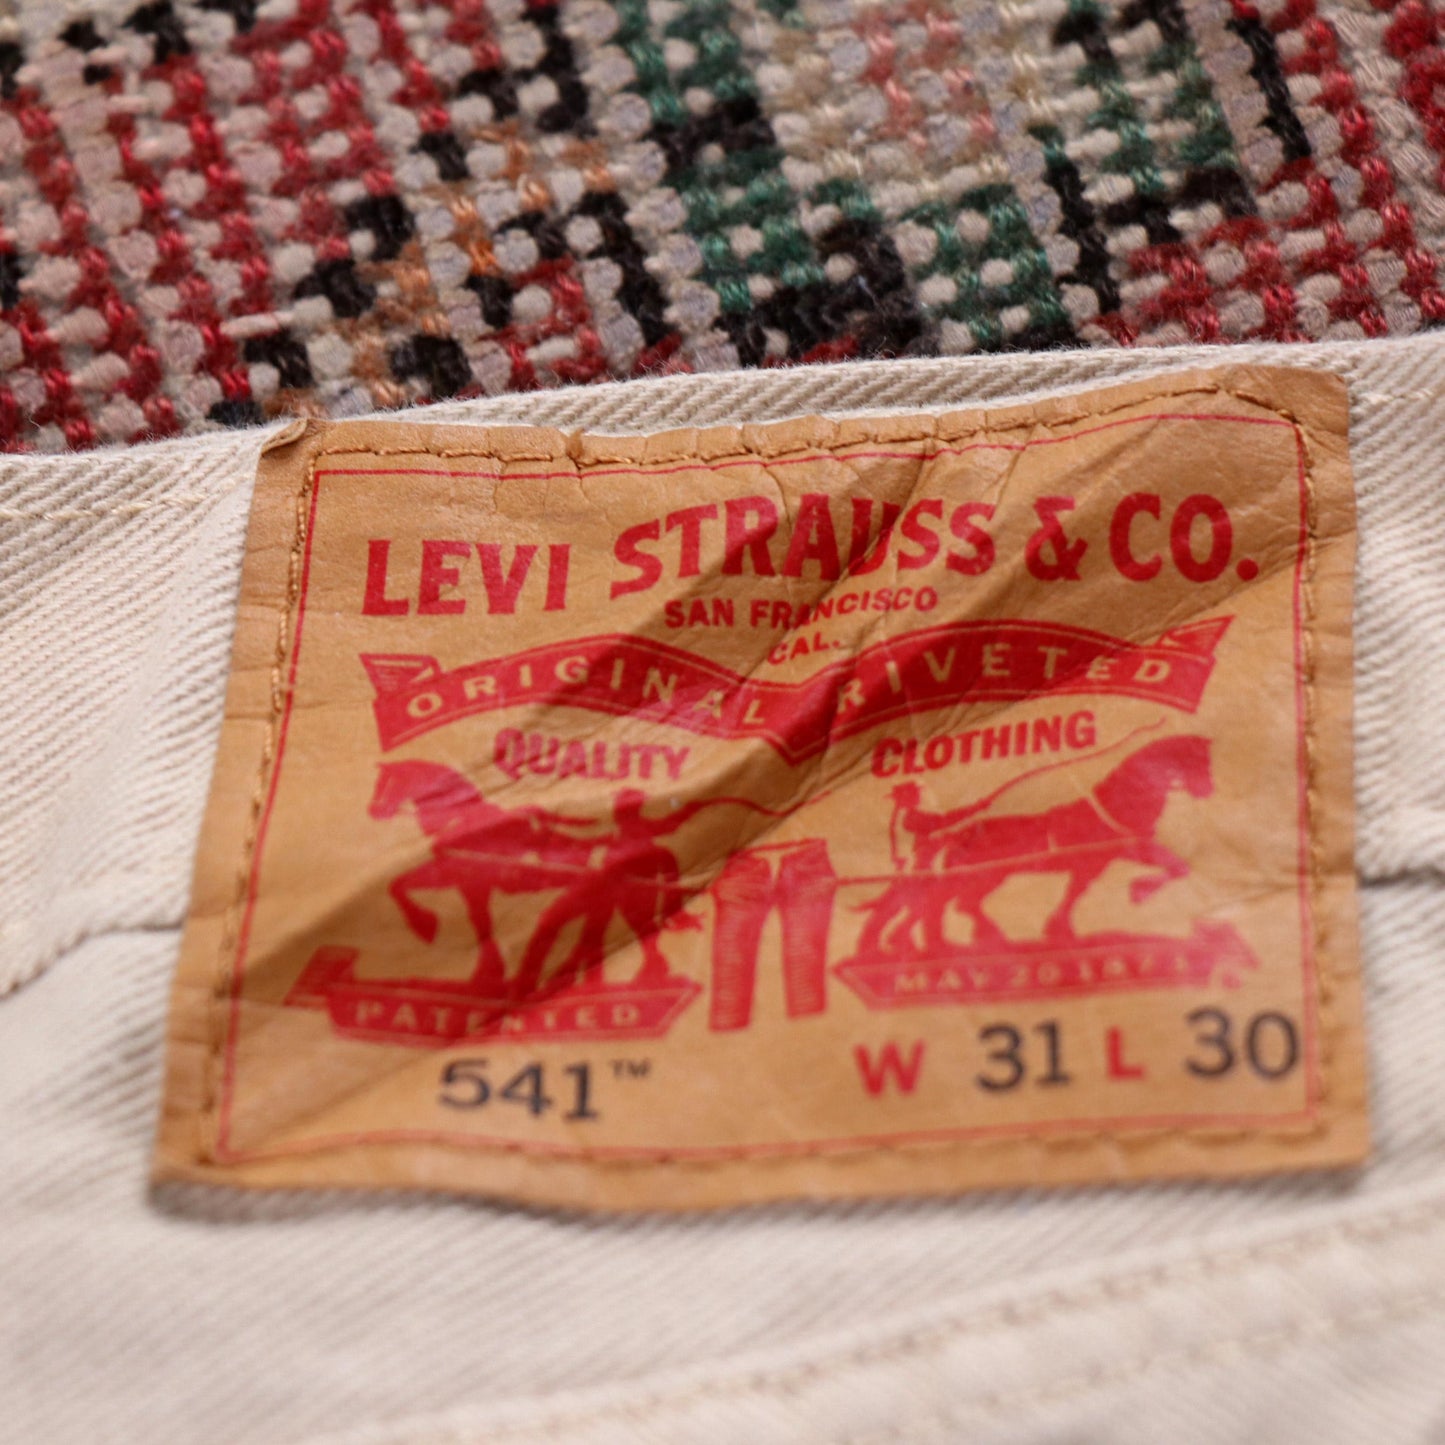 LEVI STRAUSS & CO.
SAN FRANCISCO
CAL.
ORIGINAL RIVETED
QUALITY CLOTHING
PATENTED MAY 20 1873
541™ W 31 L 30